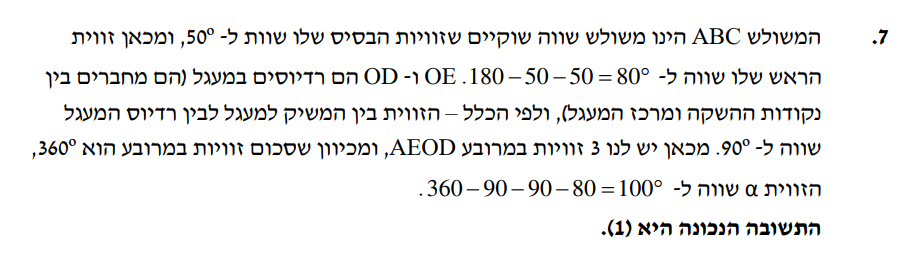 7. המשולש ABC הינו משולש שווה שוקיים שזוויות הבסיס שלו שוות ל- 50º, ומכאן זווית
הראש שלו שווה ל- 180 – 50 – 50 = 80°. OE ו- OD הם רדיוסים במעגל (הם מחברים בין
נקודות ההשקה ומרכז המעגל), ולפי הכלל – הזווית בין המשיק למעגל לבין רדיוס המעגל
שווה ל- 90º. מכאן יש לנו 3 זוויות במרובע AEOD, ומכיוון שסכום זוויות במרובע הוא 360º,
הזווית α שווה ל- 360 – 90 – 90 – 80 = 100°.
התשובה הנכונה היא (1).